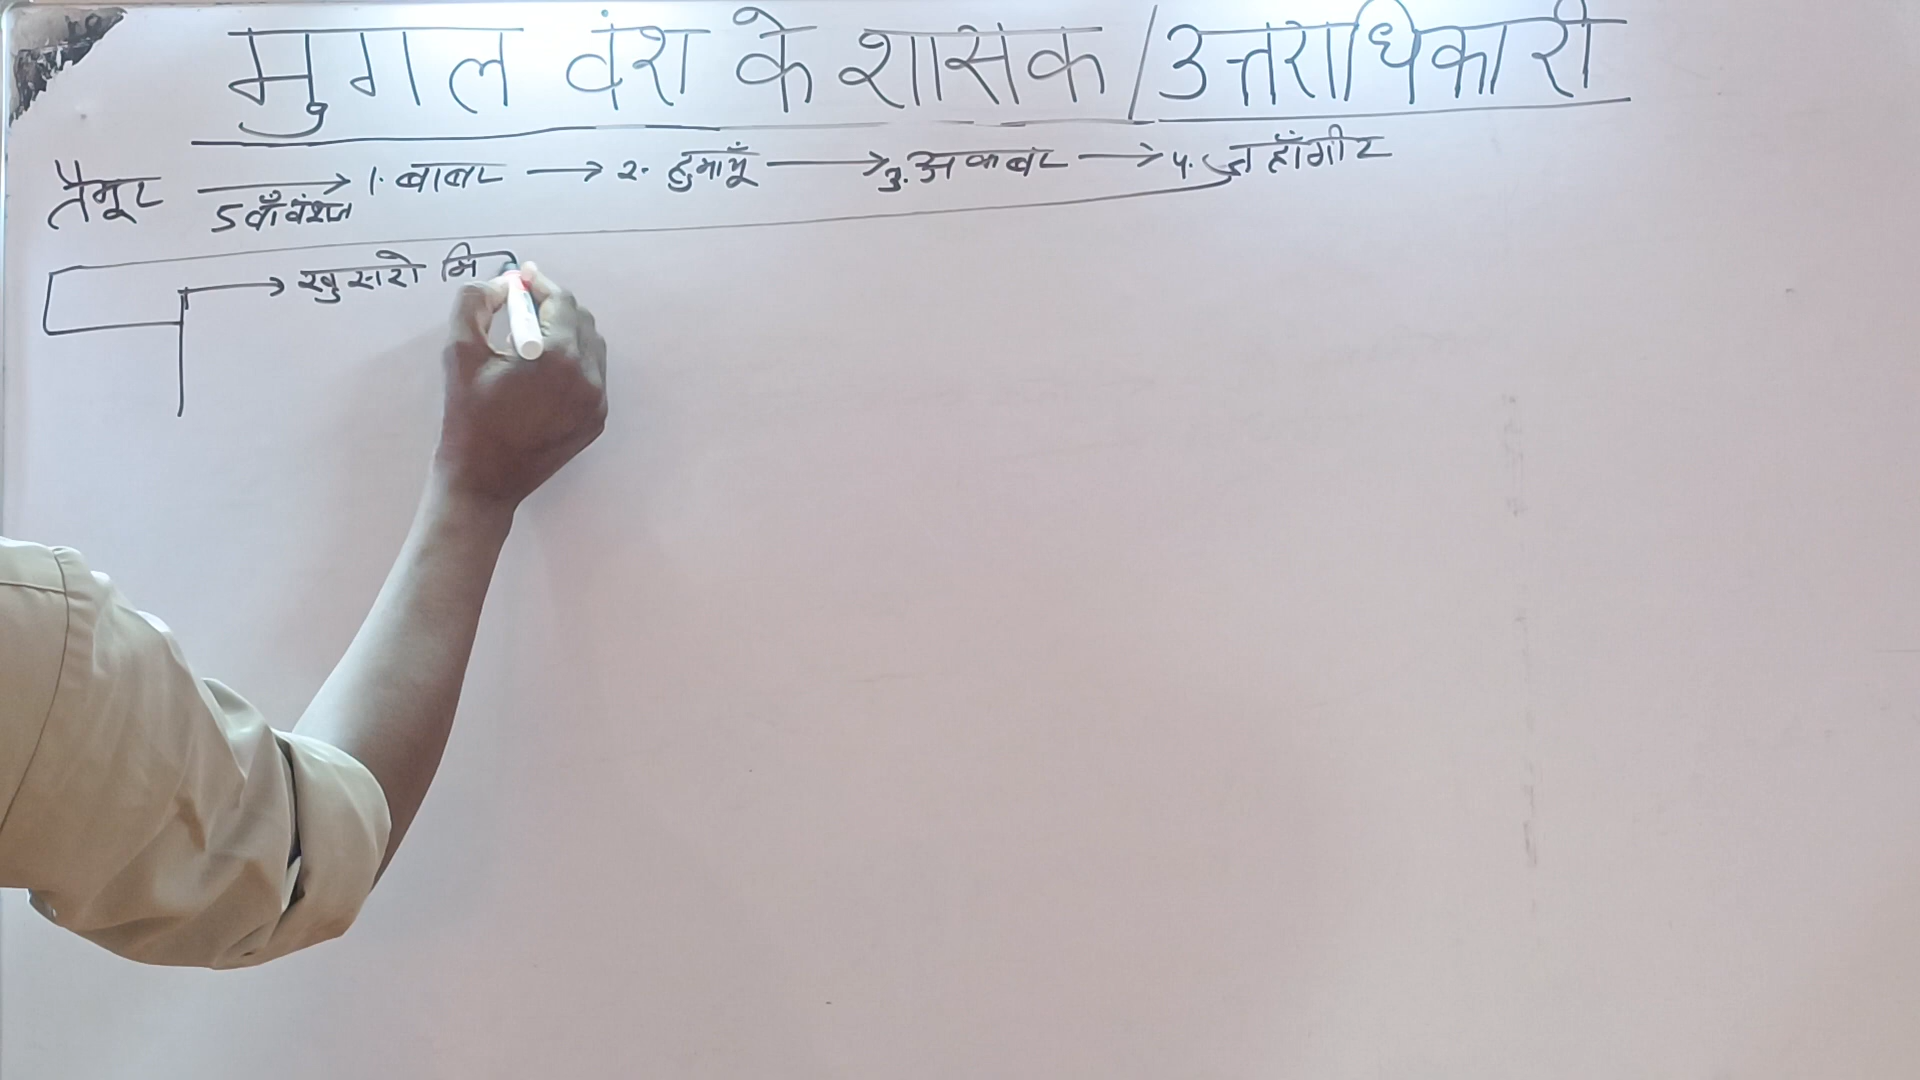 मुगल वंश के शासक/उत्तराधिकारी
तैमूर → 1. बाबर → 2. हुमायूँ → 3. अकबर → 4. जहाँगीर
5वाँ वंशज
→ खुसरो मि